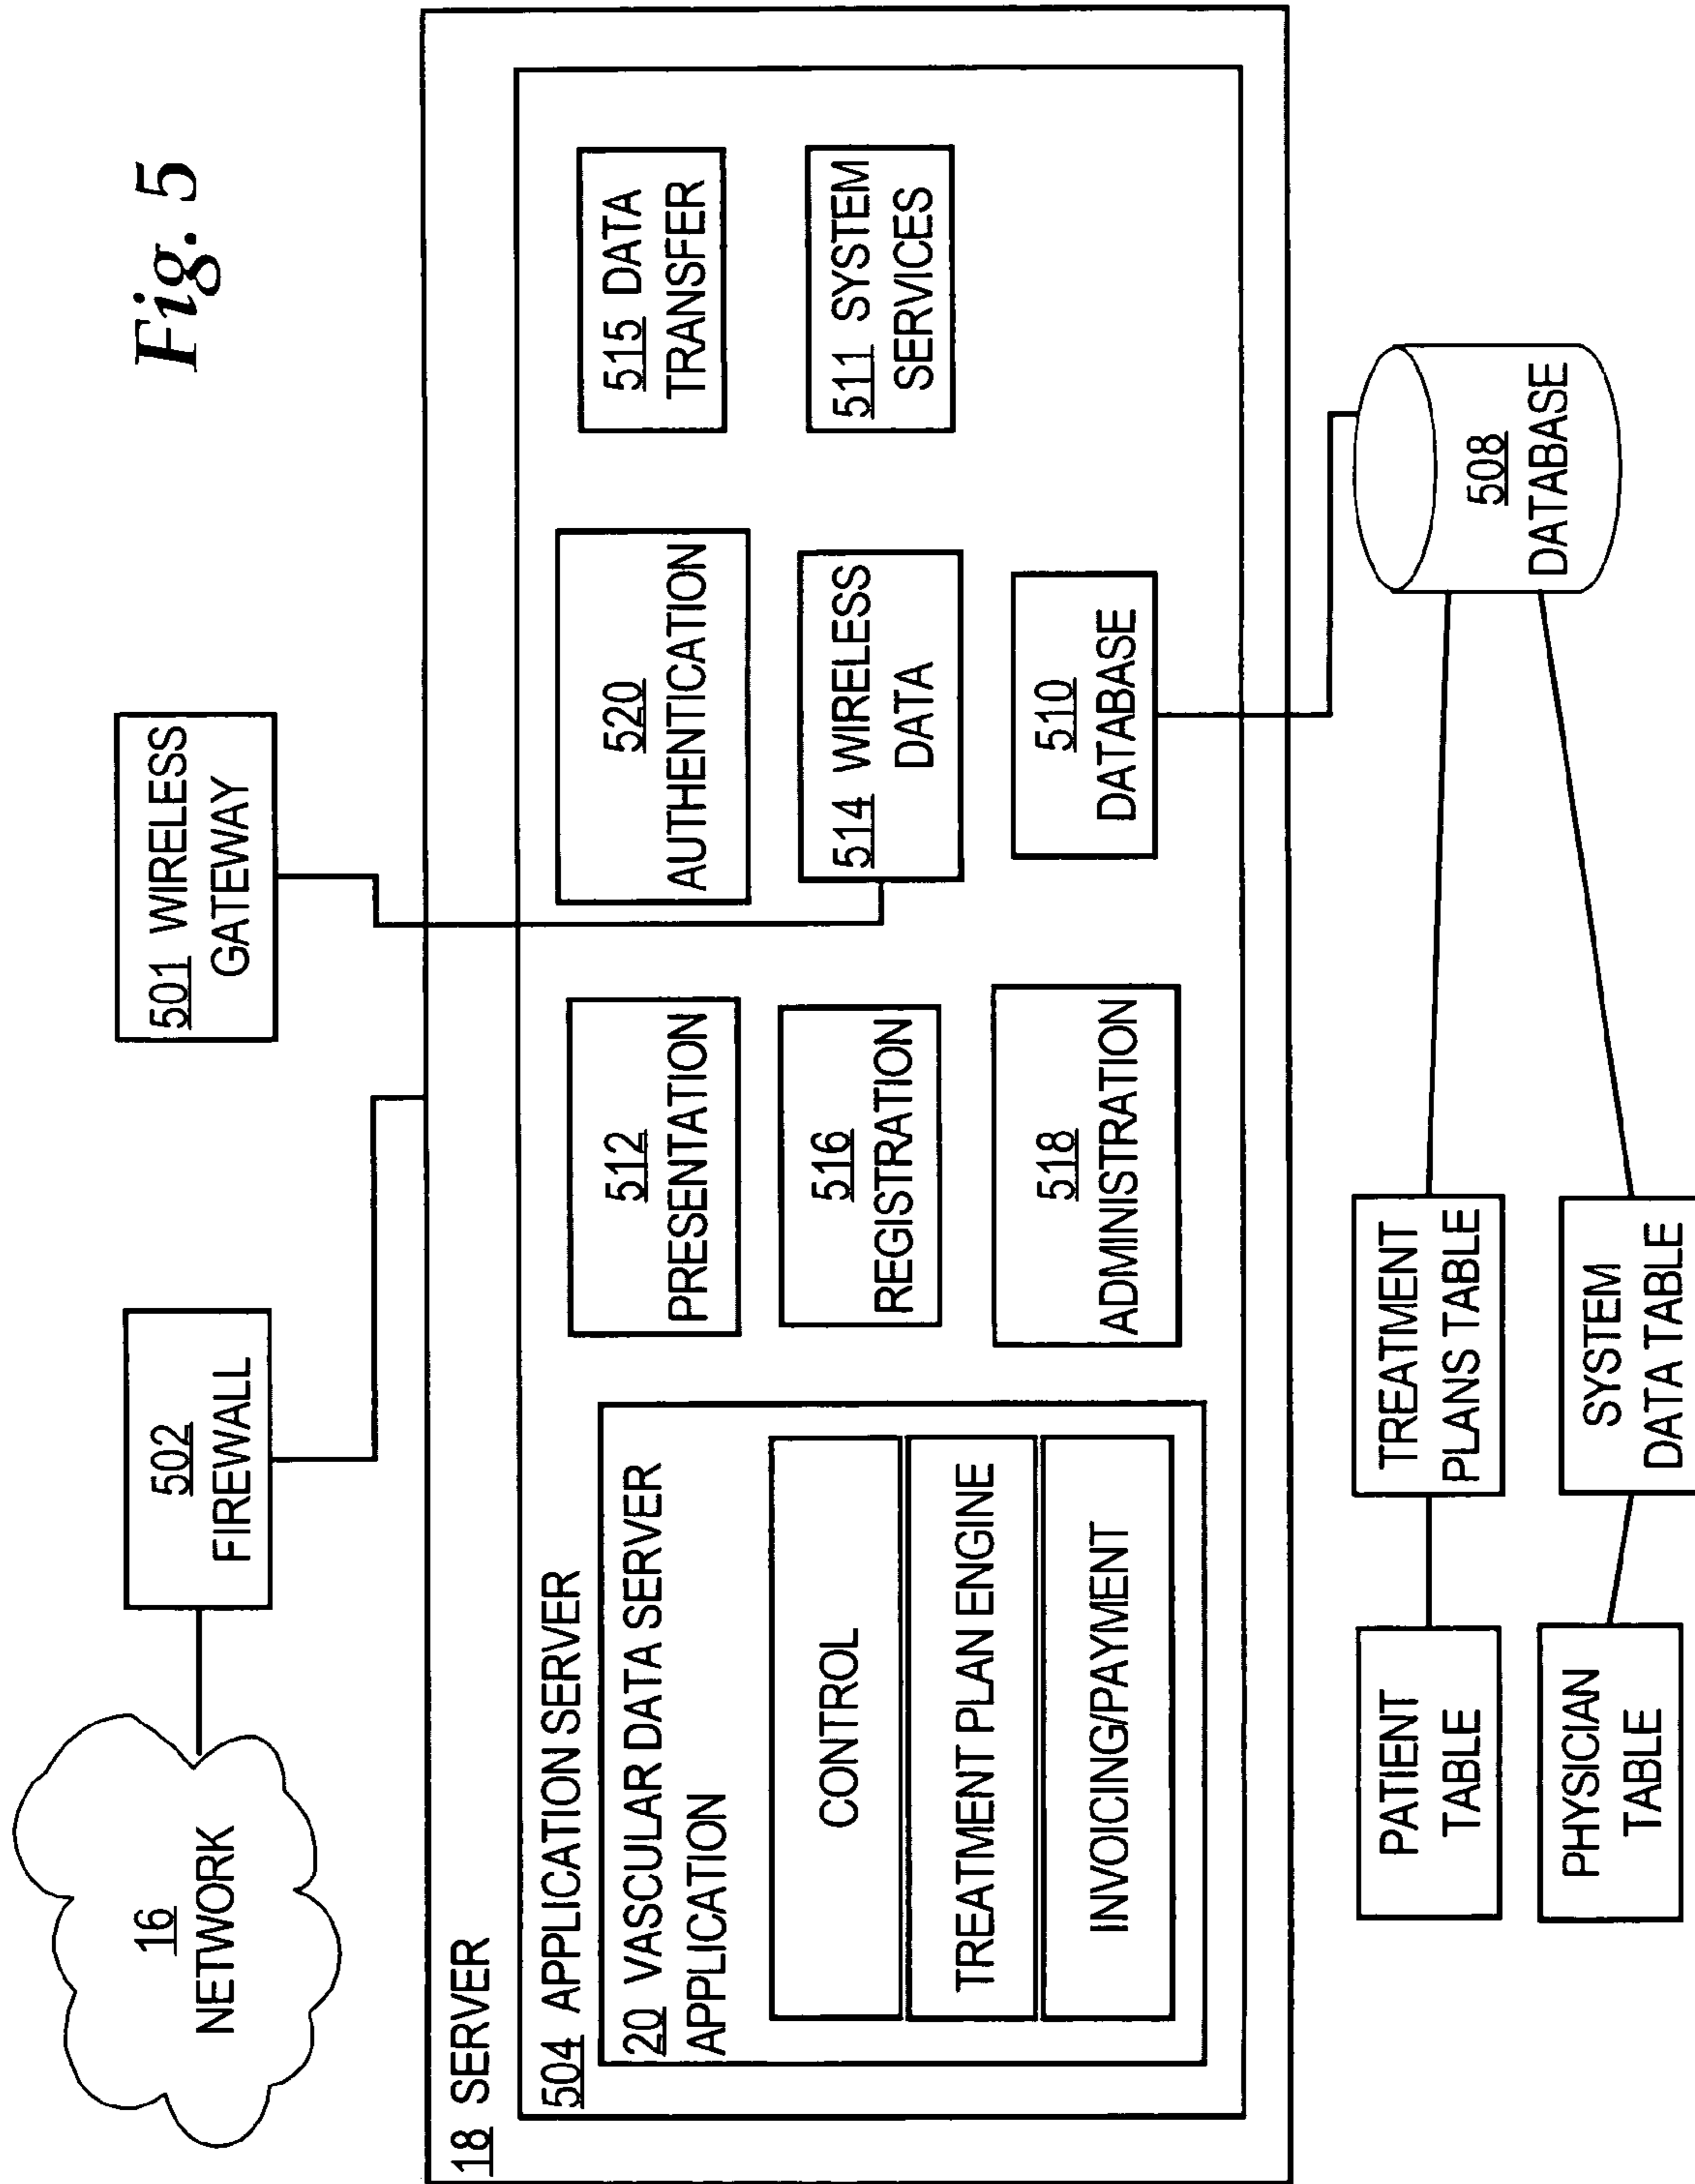 Fig. 5
16
NETWORK
502
FIREWALL
501 WIRELESS
GATEWAY
18 SERVER
504 APPLICATION SERVER
20 VASCULAR DATA SERVER
APPLICATION
CONTROL
TREATMENT PLAN ENGINE
INVOICING/PAYMENT
512
PRESENTATION
516
REGISTRATION
518
ADMINISTRATION
520
AUTHENTICATION
514 WIRELESS
DATA
510
DATABASE
515 DATA
TRANSFER
511 SYSTEM
SERVICES
508
DATABASE
PATIENT
TABLE
TREATMENT
PLANS TABLE
PHYSICIAN
TABLE
SYSTEM
DATA TABLE